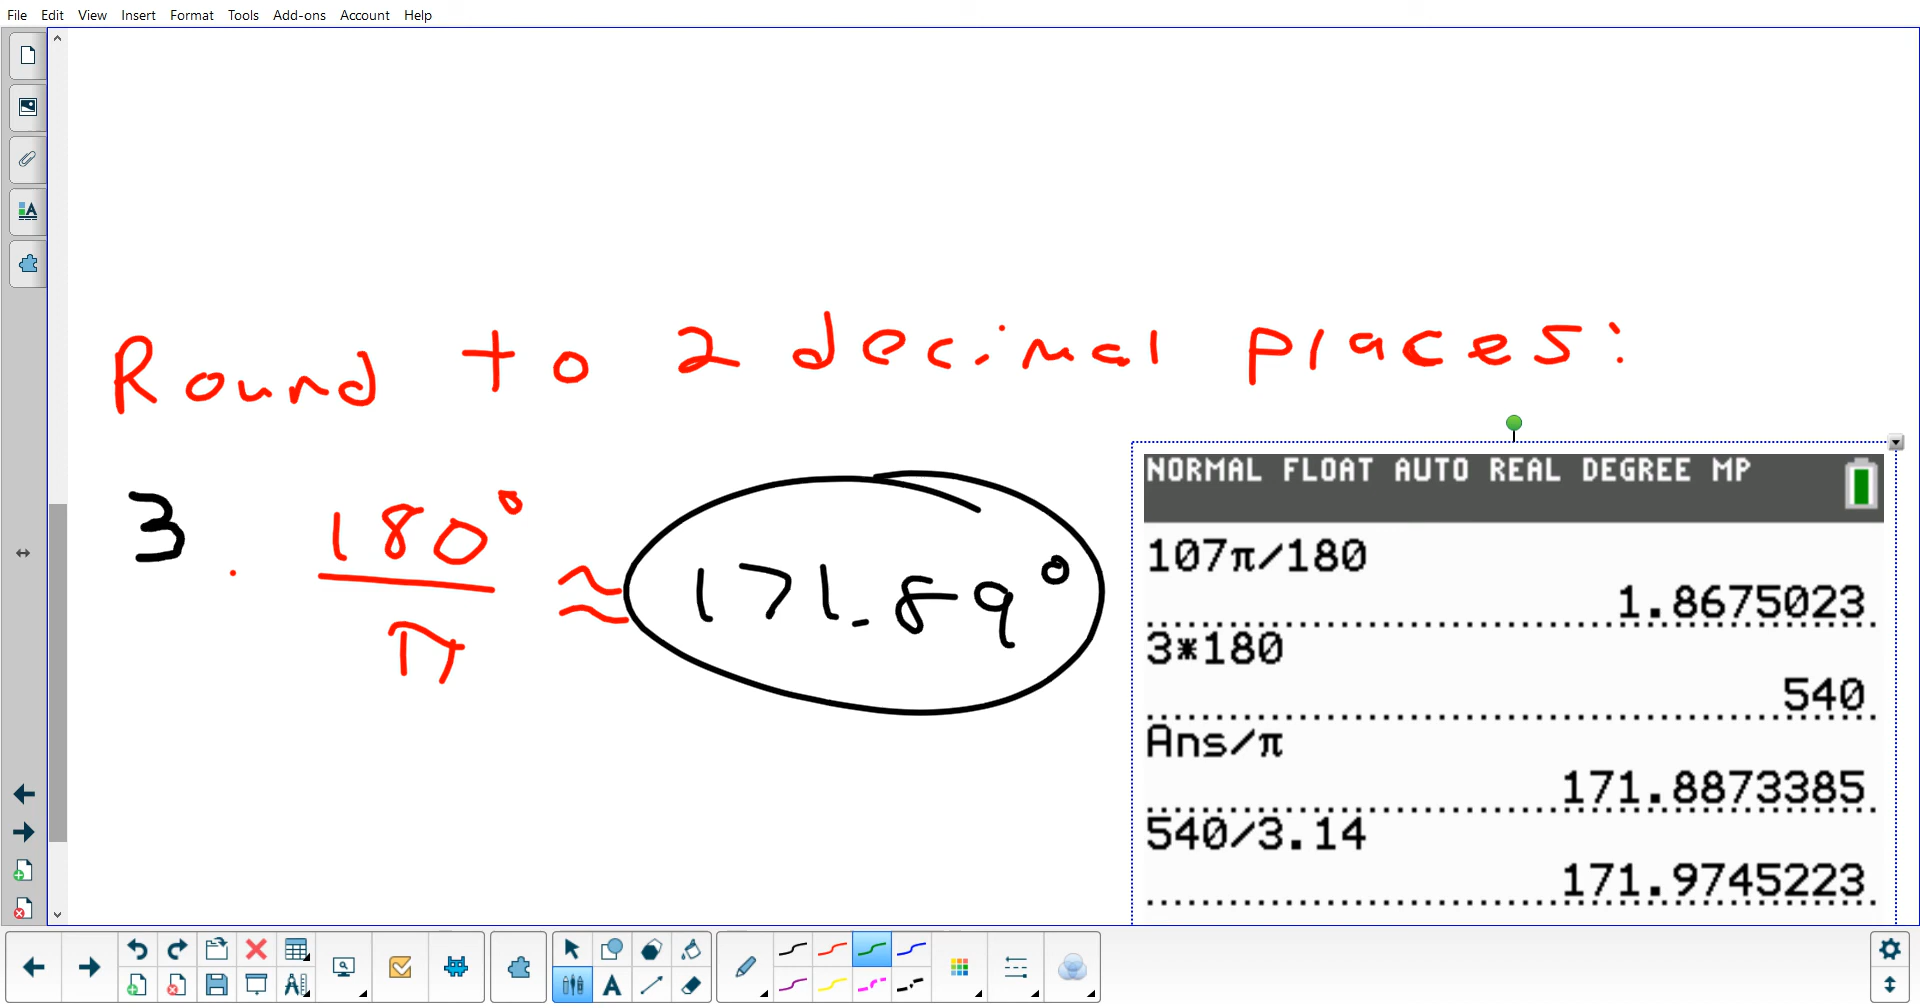 File Edit View Insert Format Tools Add-ons Account Help
Round to 2 decimal places:
3 . 180° / π ≈ 171.89°
NORMAL FLOAT AUTO REAL DEGREE MP
107π/180
1.8675023
3*180
540
Ans/π
171.8873385
540/3.14
171.9745223